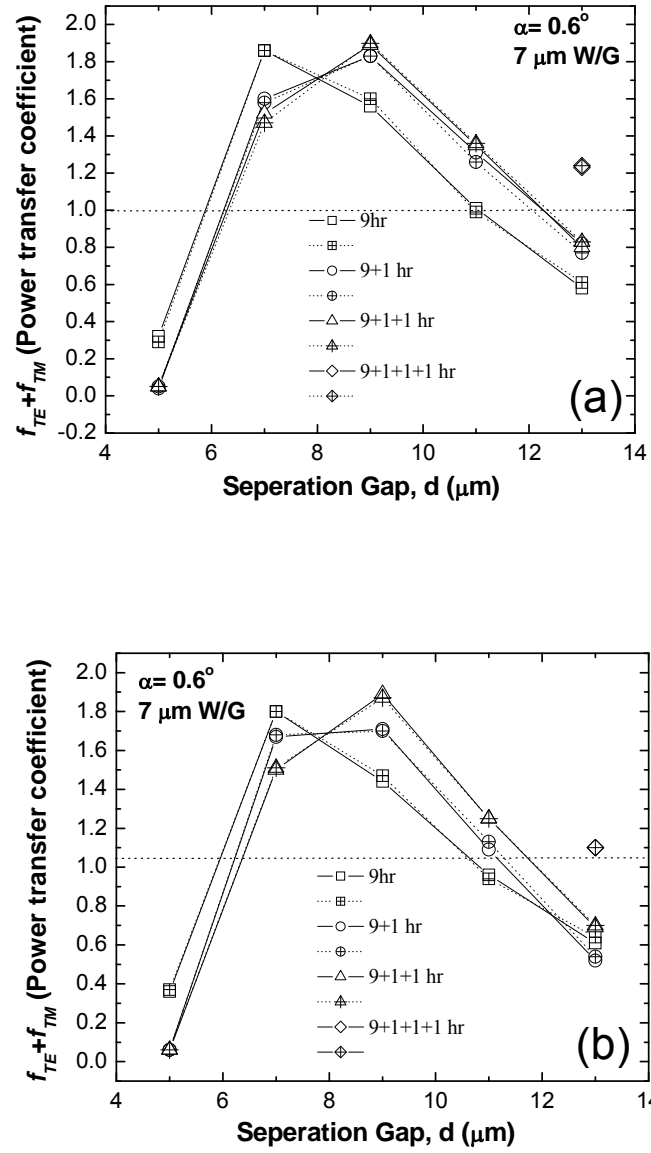 2.0
1.8
1.6
1.4
1.2
1.0
0.8
0.6
0.4
0.2
0.0
-0.2
f_TE+f_TM (Power transfer coefficient)
α= 0.6°
7 μm W/G
9hr
9+1 hr
9+1+1 hr
9+1+1+1 hr
(a)
4 6 8 10 12 14
Seperation Gap, d (μm)
2.0
1.8
1.6
1.4
1.2
1.0
0.8
0.6
0.4
0.2
0.0
f_TE+f_TM (Power transfer coefficient)
α= 0.6°
7 μm W/G
9hr
9+1 hr
9+1+1 hr
9+1+1+1 hr
(b)
4 6 8 10 12 14
Seperation Gap, d (μm)